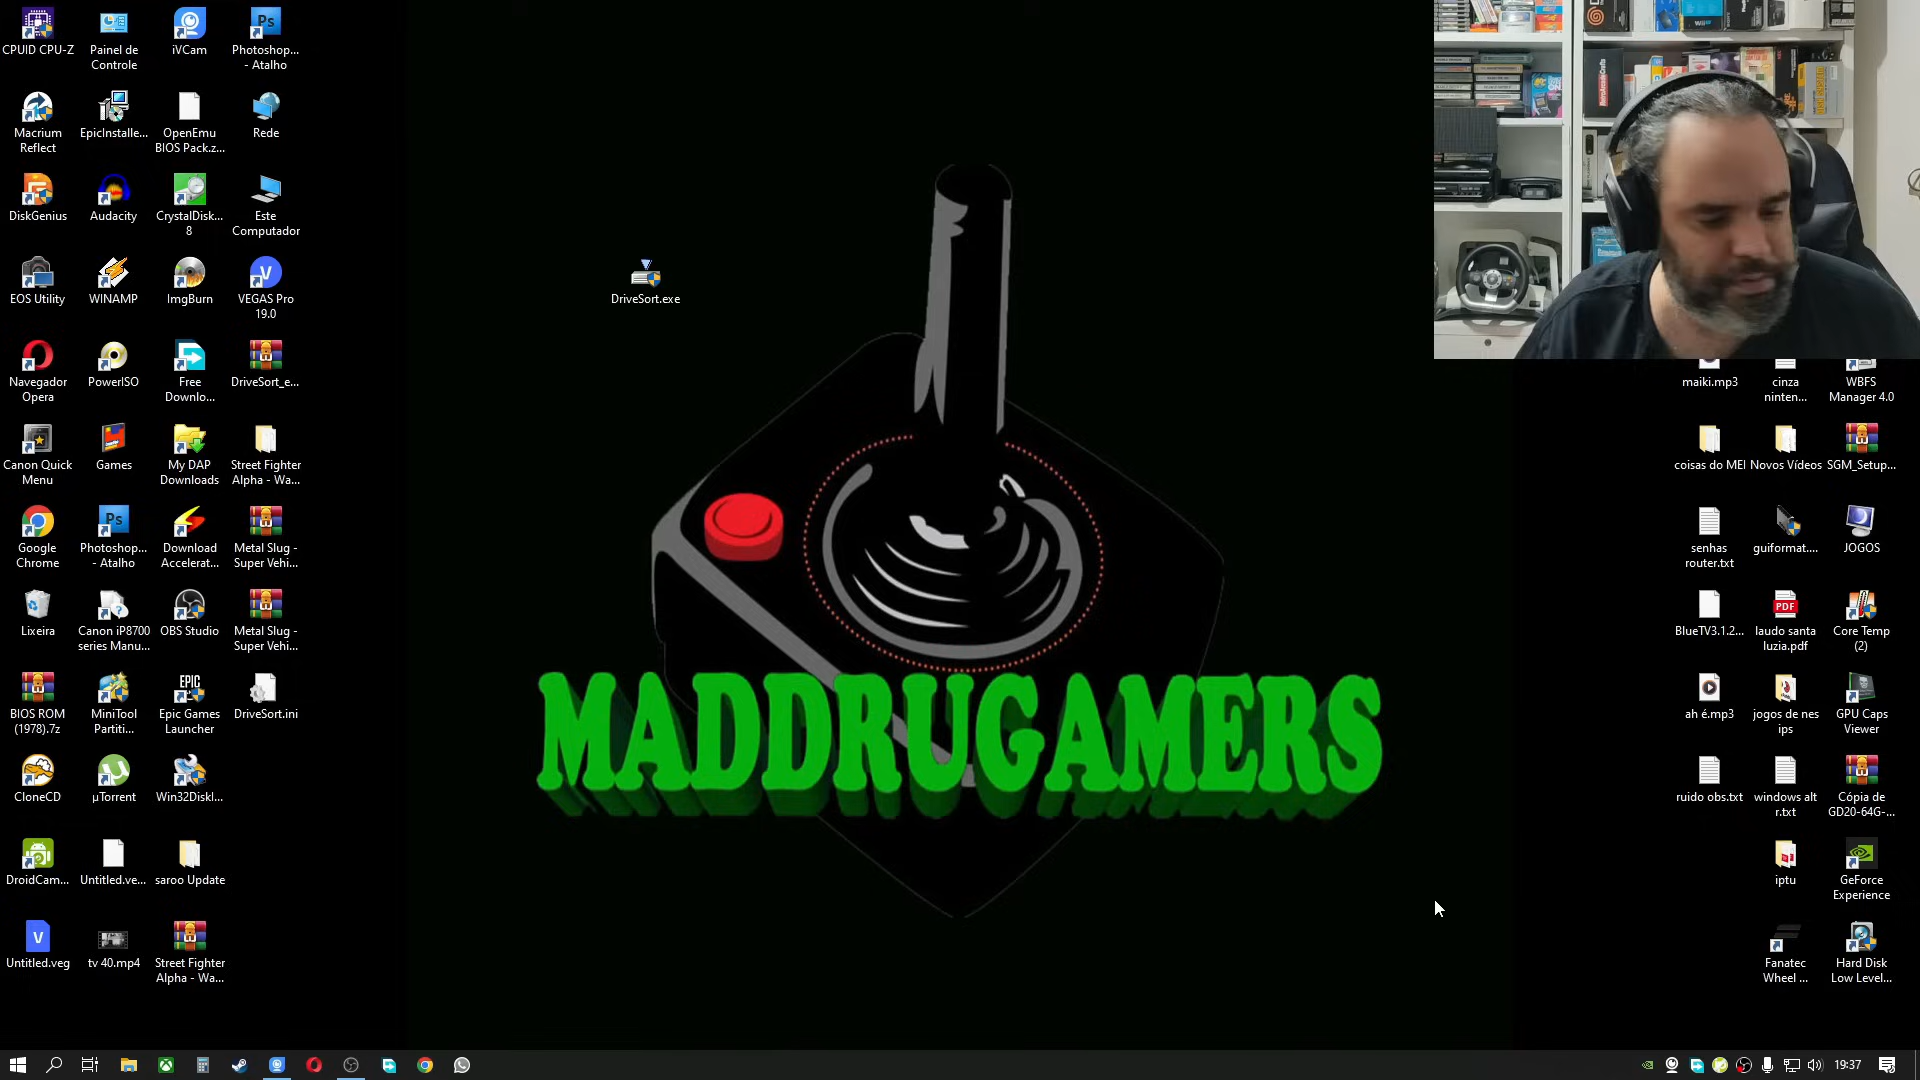 CPUID CPU-Z
Painel de
Controle
iVCam
Photoshop...
- Atalho
Macrium
Reflect
EpicInstalle...
OpenEmu
BIOS Pack.z...
Rede
DiskGenius
Audacity
CrystalDisk...
8
Este
Computador
EOS Utility
WINAMP
ImgBurn
VEGAS Pro
19.0
DriveSort.exe
Navegador
Opera
PowerISO
Free
Downlo...
DriveSort_e...
maiki.mp3
cinza
ninten...
WBFS
Manager 4.0
Canon Quick
Menu
Games
My DAP
Downloads
Street Fighter
Alpha - Wa...
coisas do MEI
Novos Vídeos
SGM_Setup...
Google
Chrome
Photoshop...
- Atalho
Download
Accelerat...
Metal Slug -
Super Vehi...
senhas
router.txt
guiformat....
JOGOS
Lixeira
Canon iP8700
series Manu...
OBS Studio
Metal Slug -
Super Vehi...
BlueTV3.1.2...
PDF
laudo santa
luzia.pdf
Core Temp
(2)
BIOS ROM
(1978).7z
MiniTool
Partiti...
EPIC
Epic Games
Launcher
DriveSort.ini
MADDRUGAMERS
ah é.mp3
jogos de nes
ips
GPU Caps
Viewer
CloneCD
µTorrent
Win32DiskI...
ruido obs.txt
windows alt
r.txt
Cópia de
GD20-64G-...
DroidCam...
Untitled.ve...
saroo Update
iptu
GeForce
Experience
Untitled.veg
tv 40.mp4
Street Fighter
Alpha - Wa...
Fanatec
Wheel ...
Hard Disk
Low Level...
19:37